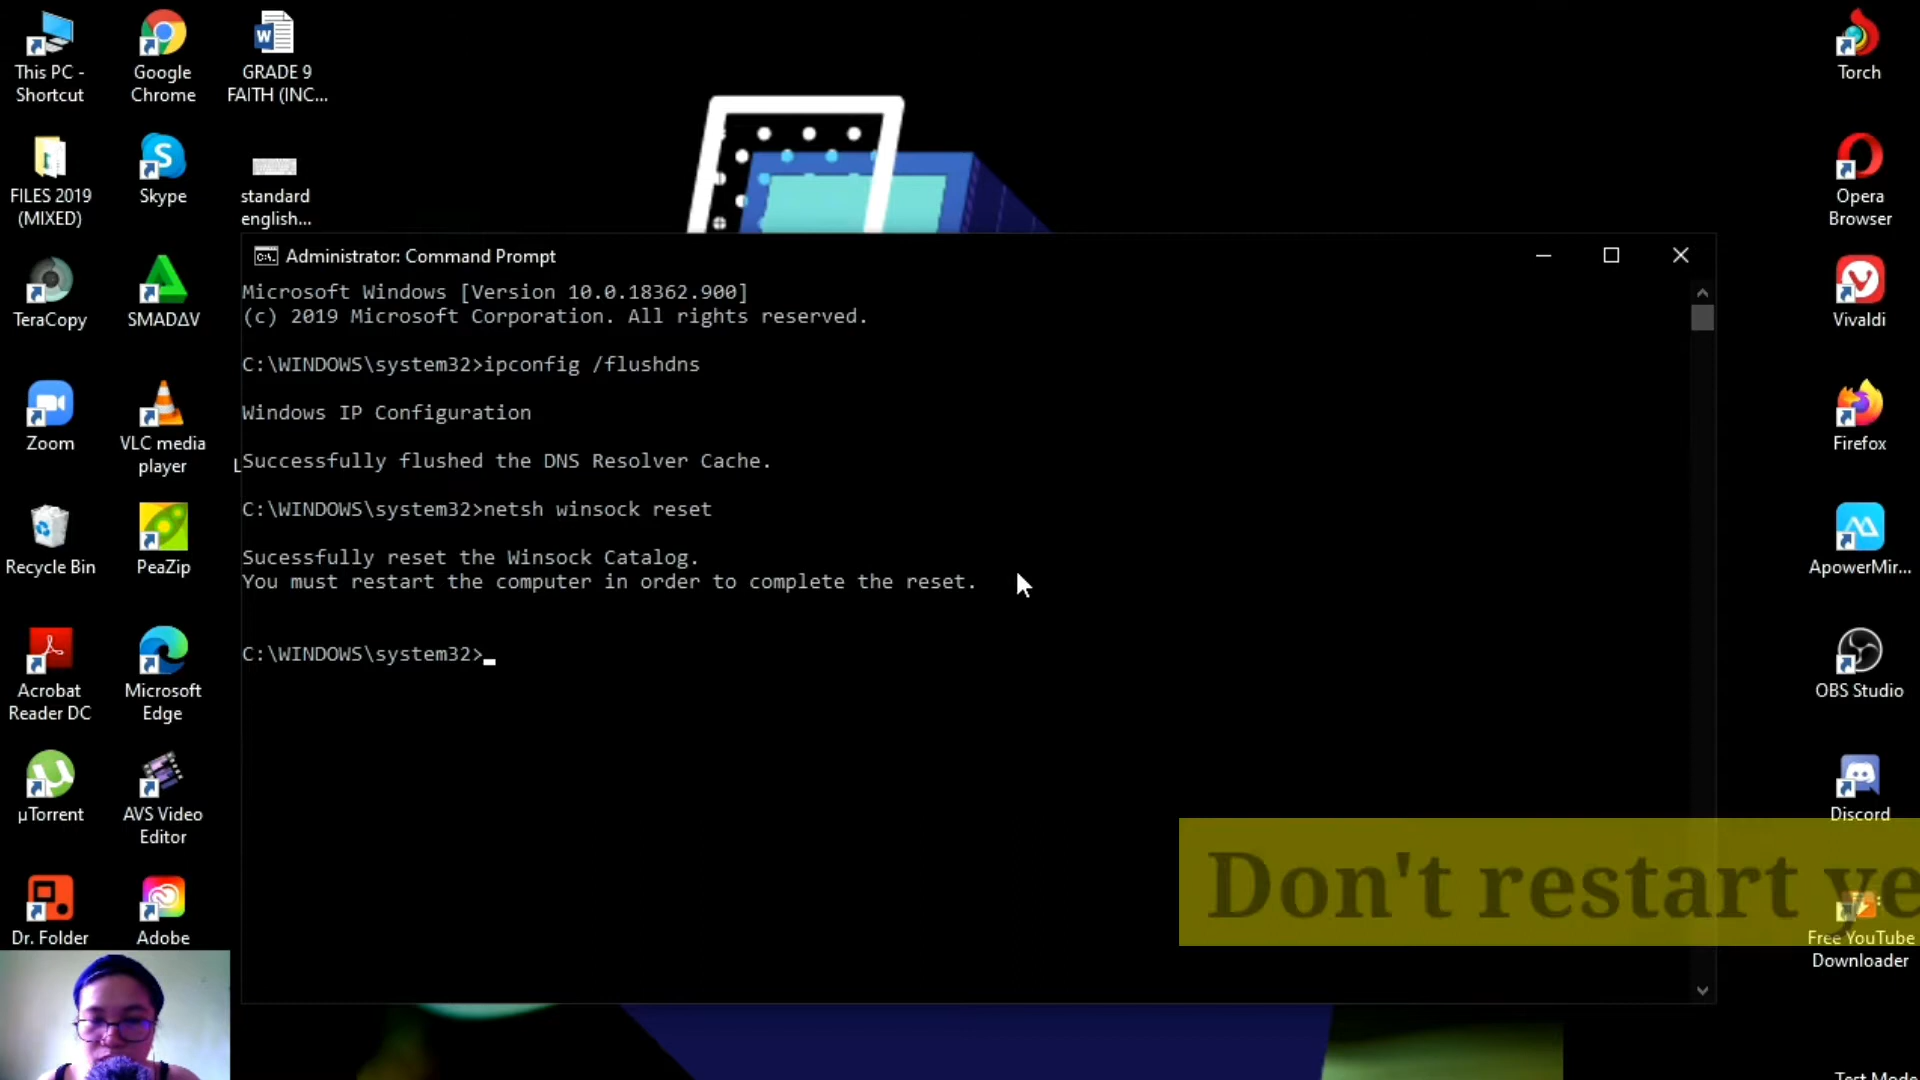 This PC -
Shortcut
Google
Chrome
GRADE 9
FAITH (INC...
FILES 2019
(MIXED)
Skype
standard
english...
TeraCopy
SMADΔV
Zoom
VLC media
player
Recycle Bin
PeaZip
Acrobat
Reader DC
Microsoft
Edge
µTorrent
AVS Video
Editor
Dr. Folder
Adobe
Administrator: Command Prompt
Microsoft Windows [Version 10.0.18362.900]
(c) 2019 Microsoft Corporation. All rights reserved.
C:\WINDOWS\system32>ipconfig /flushdns
Windows IP Configuration
Successfully flushed the DNS Resolver Cache.
C:\WINDOWS\system32>netsh winsock reset
Sucessfully reset the Winsock Catalog.
You must restart the computer in order to complete the reset.
C:\WINDOWS\system32>
Don't restart ye
Torch
Opera
Browser
Vivaldi
Firefox
ApowerMir...
OBS Studio
Discord
Free YouTube
Downloader
Test Mode